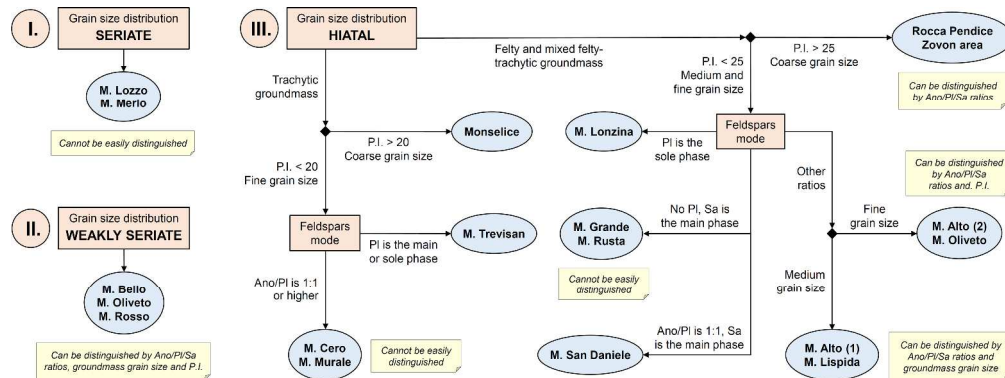 I.
Grain size distribution
SERIATE
M. Lozzo
M. Merlo
Cannot be easily distinguished
II.
Grain size distribution
WEAKLY SERIATE
M. Bello
M. Oliveto
M. Rosso
Can be distinguished by Ano/Pl/Sa
ratios, groundmass grain size and P.I.
III.
Grain size distribution
HIATAL
Trachytic
groundmass
Felty and mixed felty-
trachytic groundmass
P.I. > 20
Coarse grain size
Monselice
P.I. < 20
Fine grain size
Feldspars
mode
Pl is the main
or sole phase
M. Trevisan
Ano/Pl is 1:1
or higher
M. Cero
M. Murale
Cannot be easily
distinguished
P.I. > 25
Coarse grain size
Rocca Pendice
Zovon area
Can be distinguished
by Ano/Pl/Sa ratios
P.I. < 25
Medium and
fine grain size
Feldspars
mode
Pl is the
sole phase
M. Lonzina
No Pl, Sa is
the main phase
M. Grande
M. Rusta
Cannot be easily
distinguished
Ano/Pl is 1:1, Sa
is the main phase
M. San Daniele
Other
ratios
Fine
grain size
M. Alto (2)
M. Oliveto
Can be distinguished
by Ano/Pl/Sa
ratios and. P.I.
Medium
grain size
M. Alto (1)
M. Lispida
Can be distinguished by
Ano/Pl/Sa ratios and
groundmass grain size